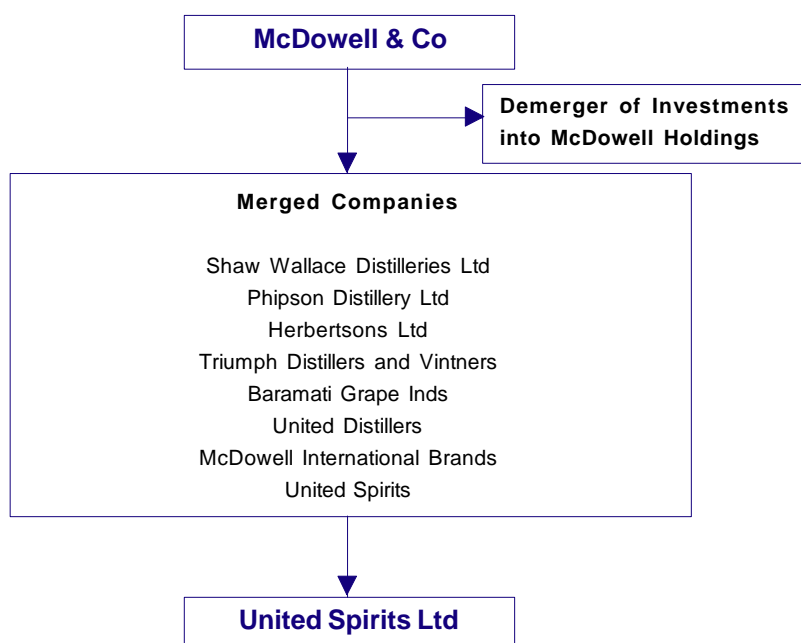 McDowell & Co
Demerger of Investments
into McDowell Holdings
Merged Companies
Shaw Wallace Distilleries Ltd
Phipson Distillery Ltd
Herbertsons Ltd
Triumph Distillers and Vintners
Baramati Grape Inds
United Distillers
McDowell International Brands
United Spirits
United Spirits Ltd